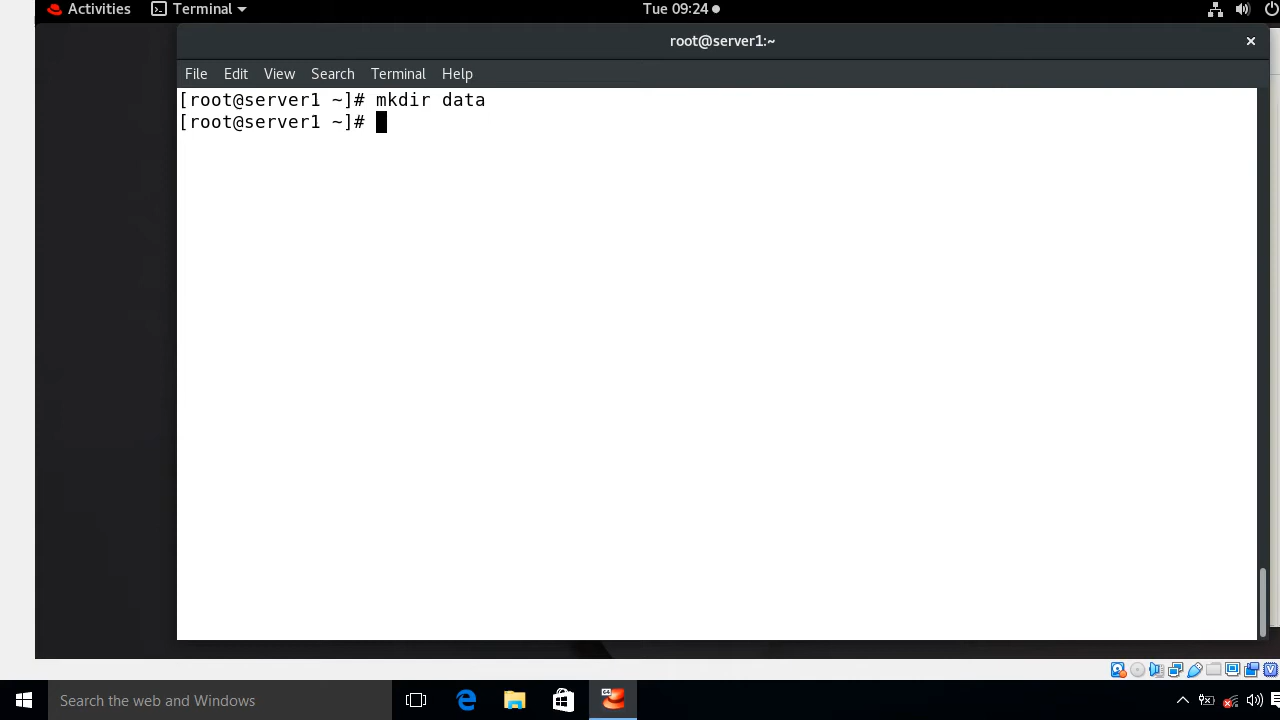 Activities Terminal Tue 09:24
root@server1:~
File Edit View Search Terminal Help
[root@server1 ~]# mkdir data
[root@server1 ~]#
Search the web and Windows